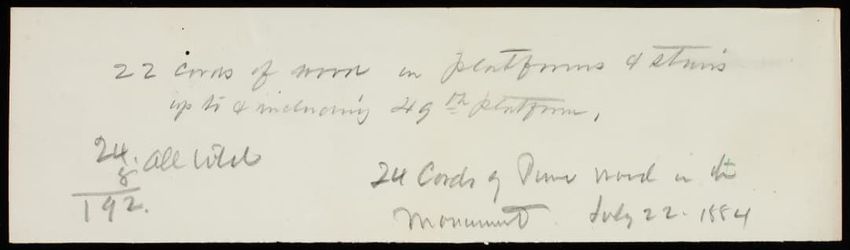 22 cords of wood in platforms & stairs
up to & including 49th platform,
24. all told
8
192.
24 Cords of Pine Wood in the
Monument July 22. 1884